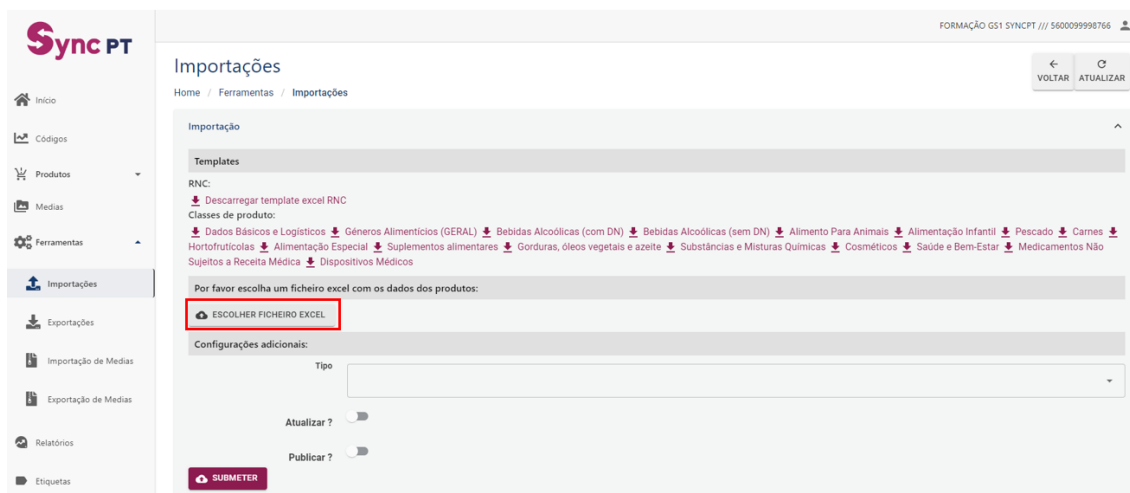 Sync PT
FORMAÇÃO GS1 SYNCPT /// 5600099998766
Importações
Home / Ferramentas / Importações
VOLTAR
ATUALIZAR
Início
Códigos
Produtos
Medias
Ferramentas
Importações
Exportações
Importação de Medias
Exportação de Medias
Relatórios
Etiquetas
Importação
Templates
RNC:
Descarregar template excel RNC
Classes de produto:
Dados Básicos e Logísticos Géneros Alimentícios (GERAL) Bebidas Alcoólicas (com DN) Bebidas Alcoólicas (sem DN) Alimento Para Animais Alimentação Infantil Pescado Carnes
Hortofrutícolas Alimentação Especial Suplementos alimentares Gorduras, óleos vegetais e azeite Substâncias e Misturas Químicas Cosméticos Saúde e Bem-Estar Medicamentos Não
Sujeitos a Receita Médica Dispositivos Médicos
Por favor escolha um ficheiro excel com os dados dos produtos:
ESCOLHER FICHEIRO EXCEL
Configurações adicionais:
Tipo
Atualizar ?
Publicar ?
SUBMETER